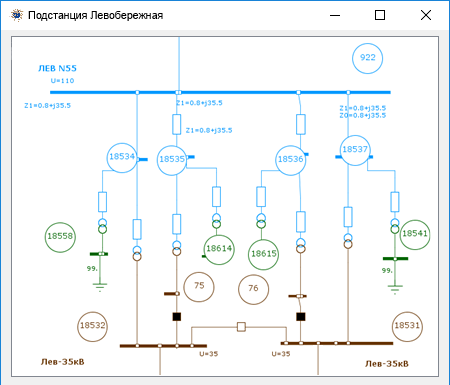 Подстанция Левобережная
922
ЛЕВ N55
U=110
Z1=0.8+j35.5
Z1=0.8+j35.5
Z1=0.8+j35.5
Z0=0.8+j35.5
Z1=0.8+j35.5
18534
18535
18536
18537
18558
18614
18615
18541
99.
99.
75
76
18532
18531
U=35
U=35
Лев-35кВ
Лев-35кВ